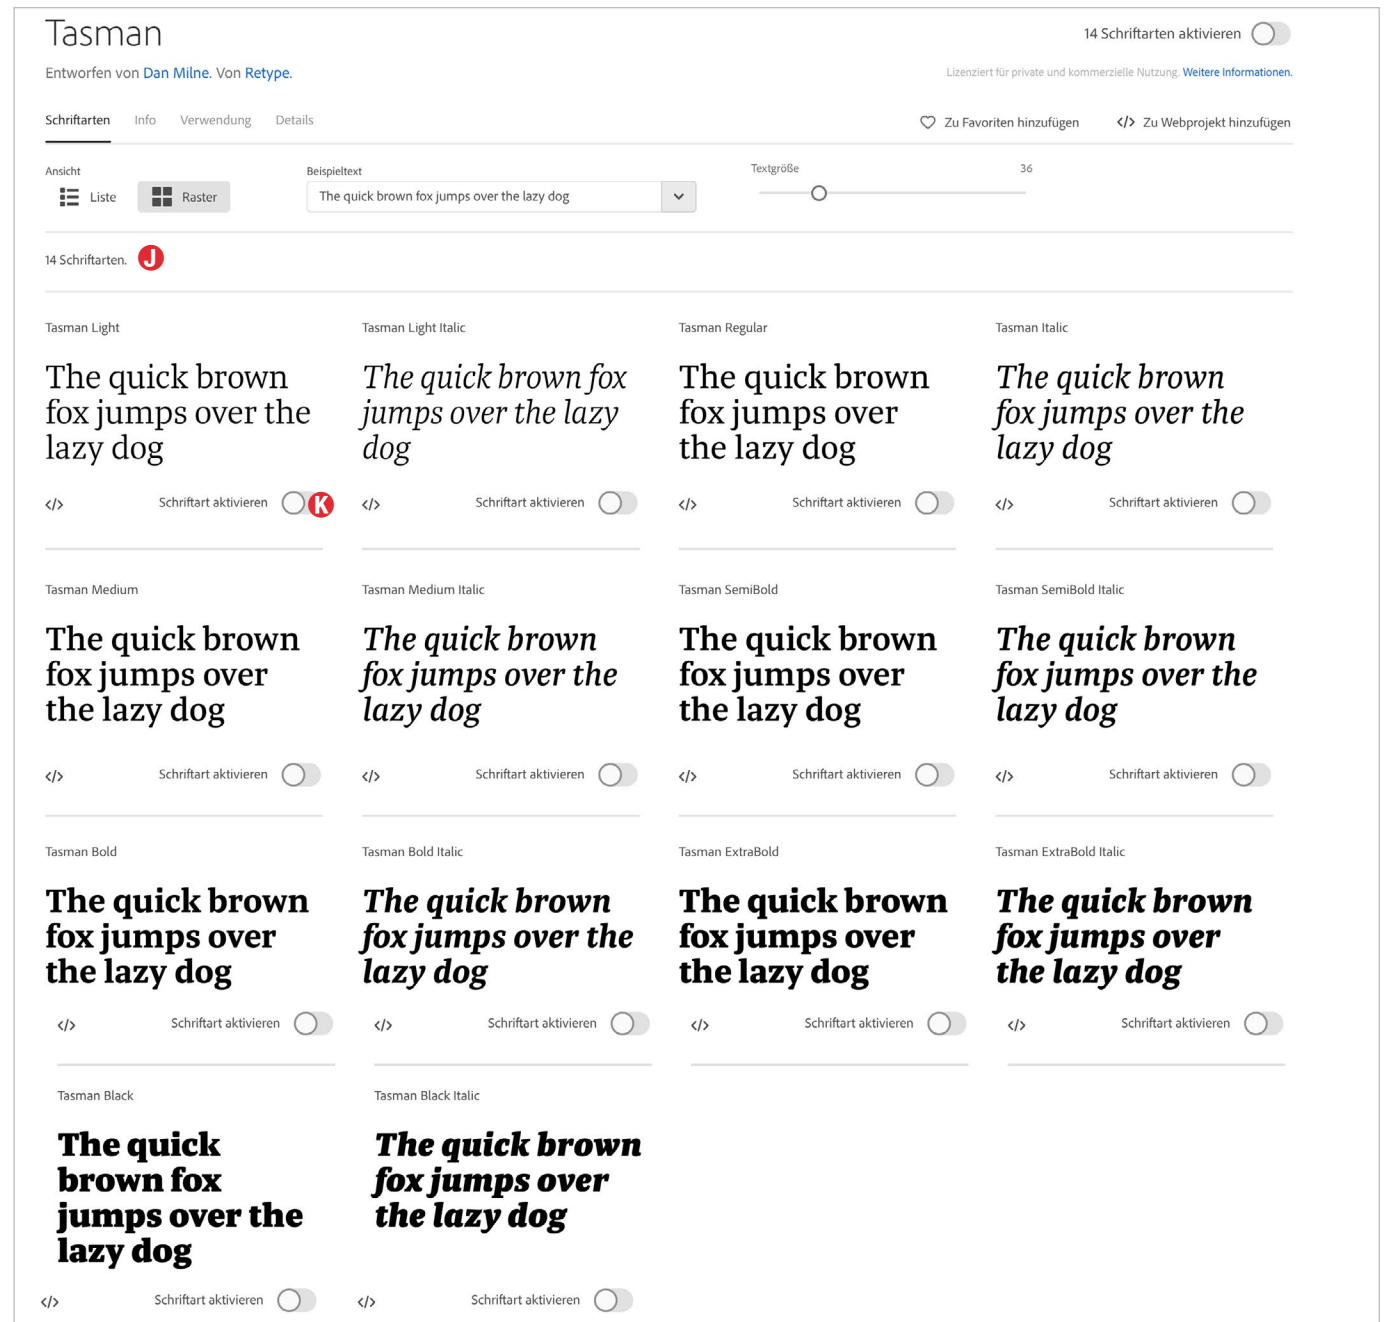 Tasman
14 Schriftarten aktivieren
Entworfen von Dan Milne. Von Retype.
Lizenziert für private und kommerzielle Nutzung. Weitere Informationen.
Schriftarten Info Verwendung Details
Zu Favoriten hinzufügen </> Zu Webprojekt hinzufügen
Ansicht
Liste Raster
Beispieltext
The quick brown fox jumps over the lazy dog
Textgröße 36
14 Schriftarten. J
Tasman Light
The quick brown
fox jumps over the
lazy dog
</> Schriftart aktivieren K
Tasman Light Italic
The quick brown fox
jumps over the lazy
dog
</> Schriftart aktivieren
Tasman Regular
The quick brown
fox jumps over
the lazy dog
</> Schriftart aktivieren
Tasman Italic
The quick brown
fox jumps over the
lazy dog
</> Schriftart aktivieren
Tasman Medium
The quick brown
fox jumps over
the lazy dog
</> Schriftart aktivieren
Tasman Medium Italic
The quick brown
fox jumps over the
lazy dog
</> Schriftart aktivieren
Tasman SemiBold
The quick brown
fox jumps over
the lazy dog
</> Schriftart aktivieren
Tasman SemiBold Italic
The quick brown
fox jumps over the
lazy dog
</> Schriftart aktivieren
Tasman Bold
The quick brown
fox jumps over
the lazy dog
</> Schriftart aktivieren
Tasman Bold Italic
The quick brown
fox jumps over the
lazy dog
</> Schriftart aktivieren
Tasman ExtraBold
The quick brown
fox jumps over
the lazy dog
</> Schriftart aktivieren
Tasman ExtraBold Italic
The quick brown
fox jumps over
the lazy dog
</> Schriftart aktivieren
Tasman Black
The quick
brown fox
jumps over the
lazy dog
</> Schriftart aktivieren
Tasman Black Italic
The quick brown
fox jumps over
the lazy dog
</> Schriftart aktivieren